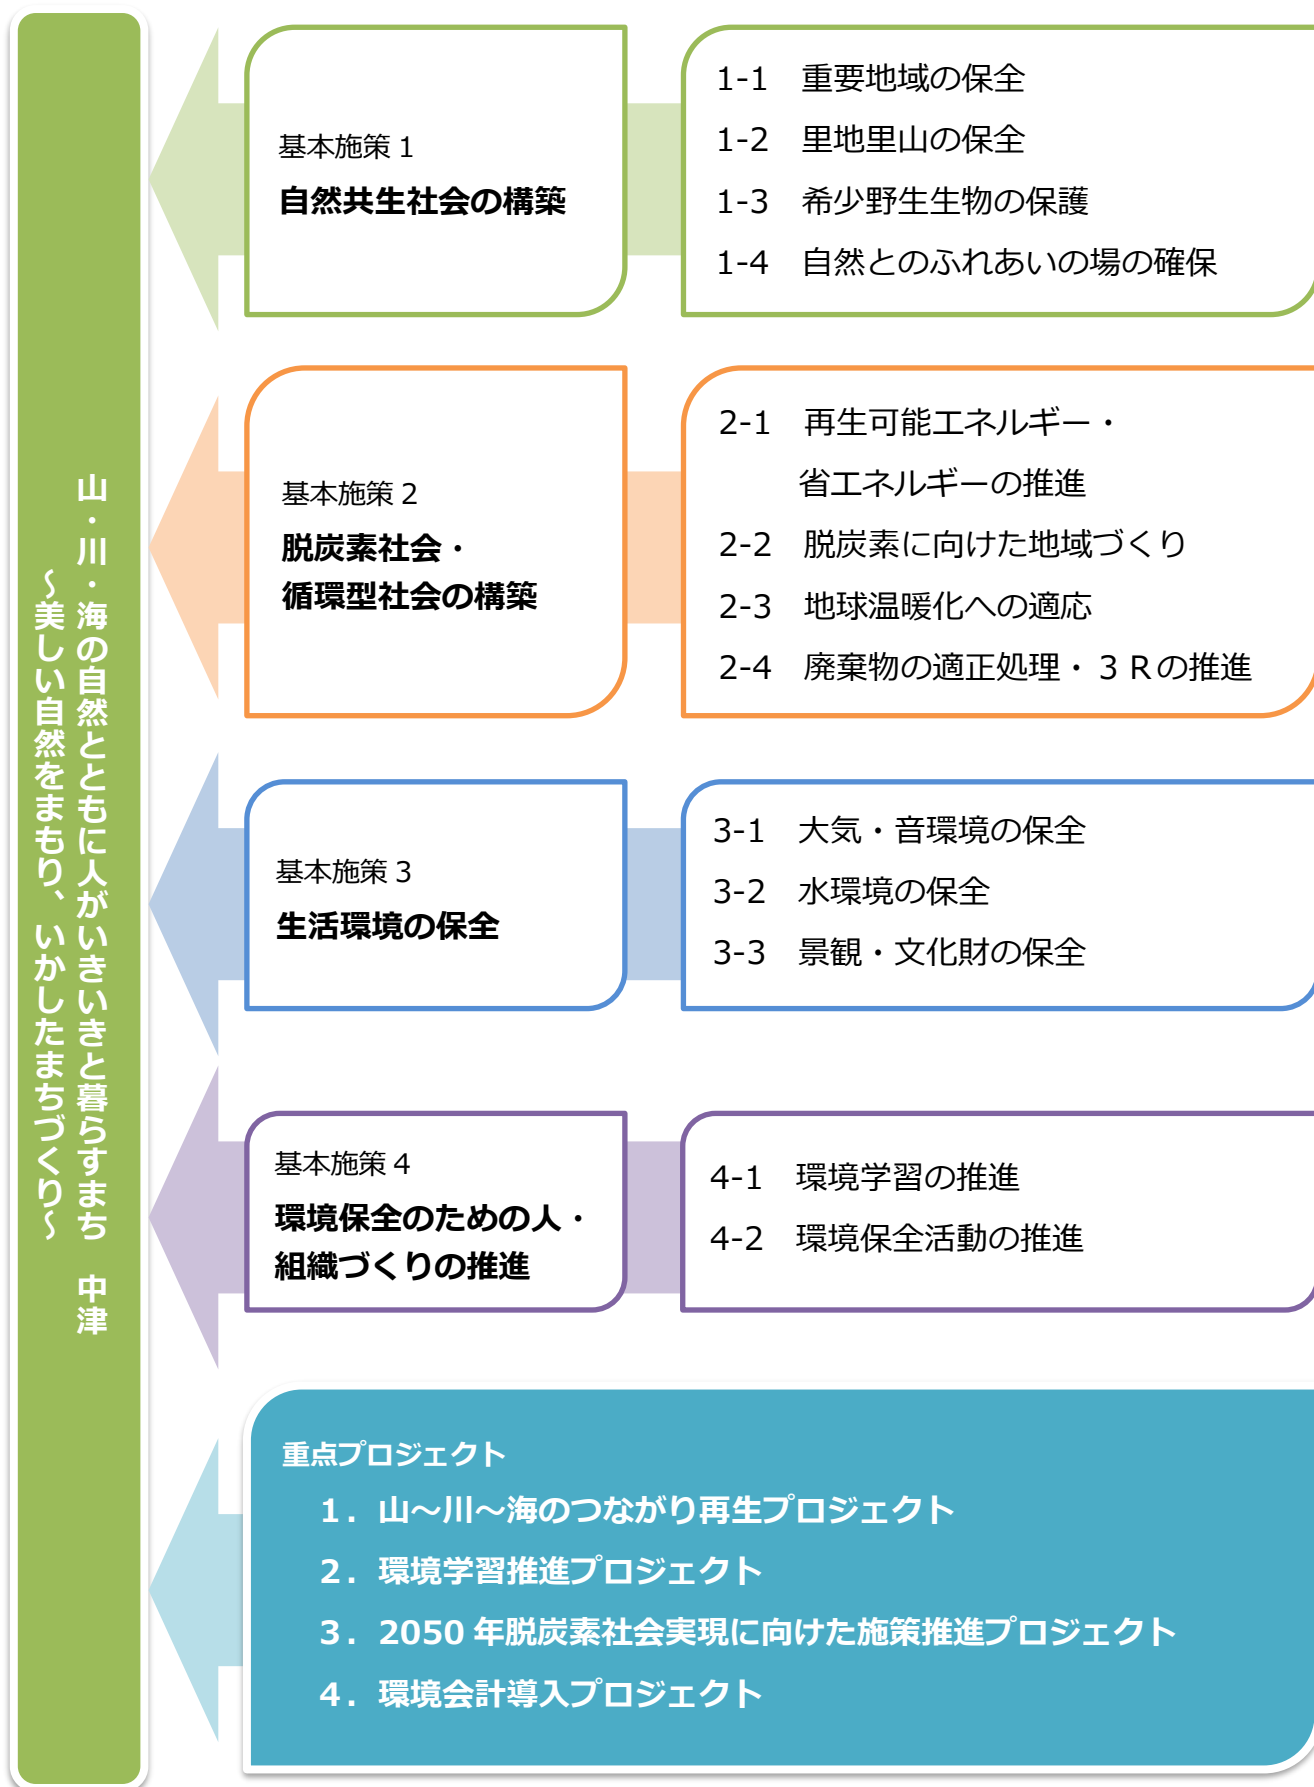 山・川・海の自然とともに人がいきいきと暮らすまち　中津
～美しい自然をまもり、いかしたまちづくり～
基本施策 1
自然共生社会の構築
1-1　重要地域の保全
1-2　里地里山の保全
1-3　希少野生生物の保護
1-4　自然とのふれあいの場の確保
基本施策 2
脱炭素社会・
循環型社会の構築
2-1　再生可能エネルギー・
省エネルギーの推進
2-2　脱炭素に向けた地域づくり
2-3　地球温暖化への適応
2-4　廃棄物の適正処理・３Ｒの推進
基本施策 3
生活環境の保全
3-1　大気・音環境の保全
3-2　水環境の保全
3-3　景観・文化財の保全
基本施策 4
環境保全のための人・
組織づくりの推進
4-1　環境学習の推進
4-2　環境保全活動の推進
重点プロジェクト
１．山～川～海のつながり再生プロジェクト
２．環境学習推進プロジェクト
３．2050 年脱炭素社会実現に向けた施策推進プロジェクト
４．環境会計導入プロジェクト